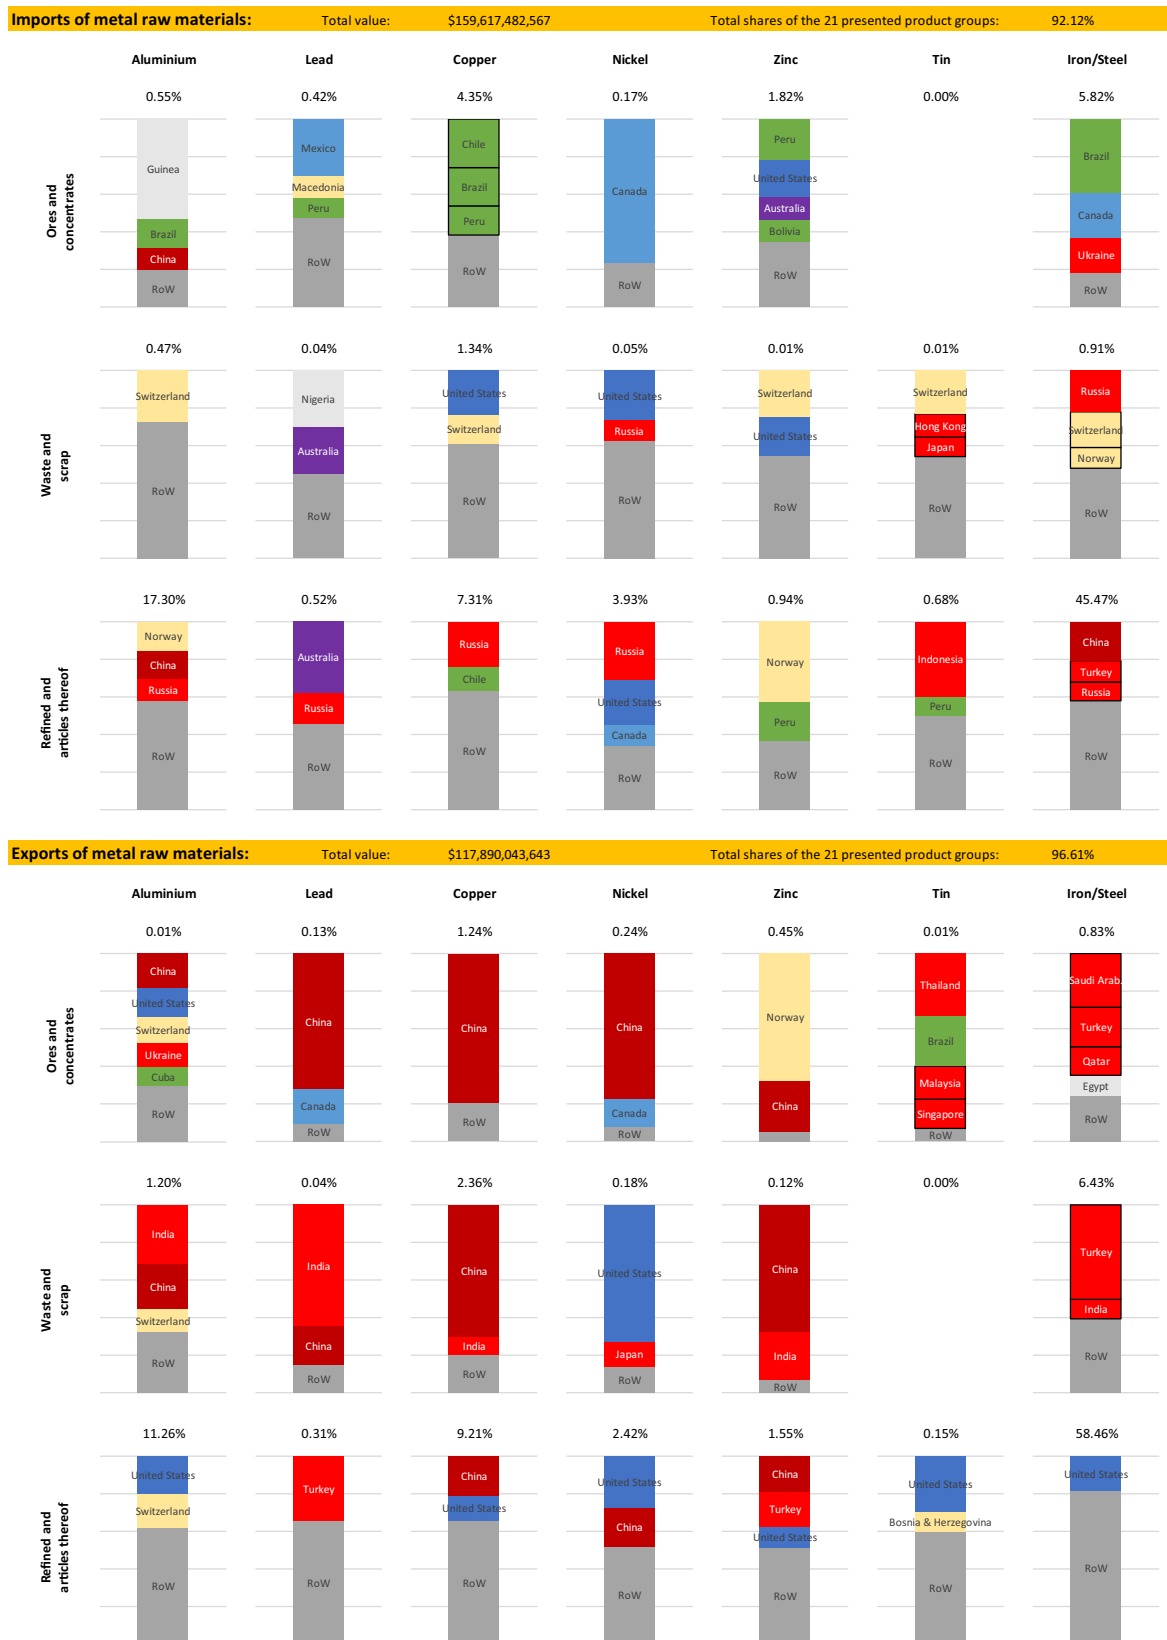 Imports of metal raw materials: Total value: $159,617,482,567 Total shares of the 21 presented product groups: 92.12%
Aluminium Lead Copper Nickel Zinc Tin Iron/Steel
0.55% 0.42% 4.35% 0.17% 1.82% 0.00% 5.82%
Ores and
concentrates
Guinea
Brazil
China
RoW
Mexico
Macedonia
Peru
RoW
Chile
Brazil
Peru
RoW
Canada
RoW
Peru
United States
Australia
Bolivia
RoW
Brazil
Canada
Ukraine
RoW
0.47% 0.04% 1.34% 0.05% 0.01% 0.01% 0.91%
Waste and
scrap
Switzerland
RoW
Nigeria
Australia
RoW
United States
Switzerland
RoW
United States
Russia
RoW
Switzerland
United States
RoW
Switzerland
Hong Kong
Japan
RoW
Russia
Switzerland
Norway
RoW
17.30% 0.52% 7.31% 3.93% 0.94% 0.68% 45.47%
Refined and
articles thereof
Norway
China
Russia
RoW
Australia
Russia
RoW
Russia
Chile
RoW
Russia
United States
Canada
RoW
Norway
Peru
RoW
Indonesia
Peru
RoW
China
Turkey
Russia
RoW
Exports of metal raw materials: Total value: $117,890,043,643 Total shares of the 21 presented product groups: 96.61%
Aluminium Lead Copper Nickel Zinc Tin Iron/Steel
0.01% 0.13% 1.24% 0.24% 0.45% 0.01% 0.83%
Ores and
concentrates
China
United States
Switzerland
Ukraine
Cuba
RoW
China
Canada
RoW
China
RoW
China
Canada
RoW
Norway
China
Thailand
Brazil
Malaysia
Singapore
RoW
Saudi Arab.
Turkey
Qatar
Egypt
RoW
1.20% 0.04% 2.36% 0.18% 0.12% 0.00% 6.43%
Waste and
scrap
India
China
Switzerland
RoW
India
China
RoW
China
India
RoW
United States
Japan
RoW
China
India
RoW
Turkey
India
RoW
11.26% 0.31% 9.21% 2.42% 1.55% 0.15% 58.46%
Refined and
articles thereof
United States
Switzerland
RoW
Turkey
RoW
China
United States
RoW
United States
China
RoW
China
Turkey
United States
RoW
United States
Bosnia & Herzegovina
RoW
United States
RoW